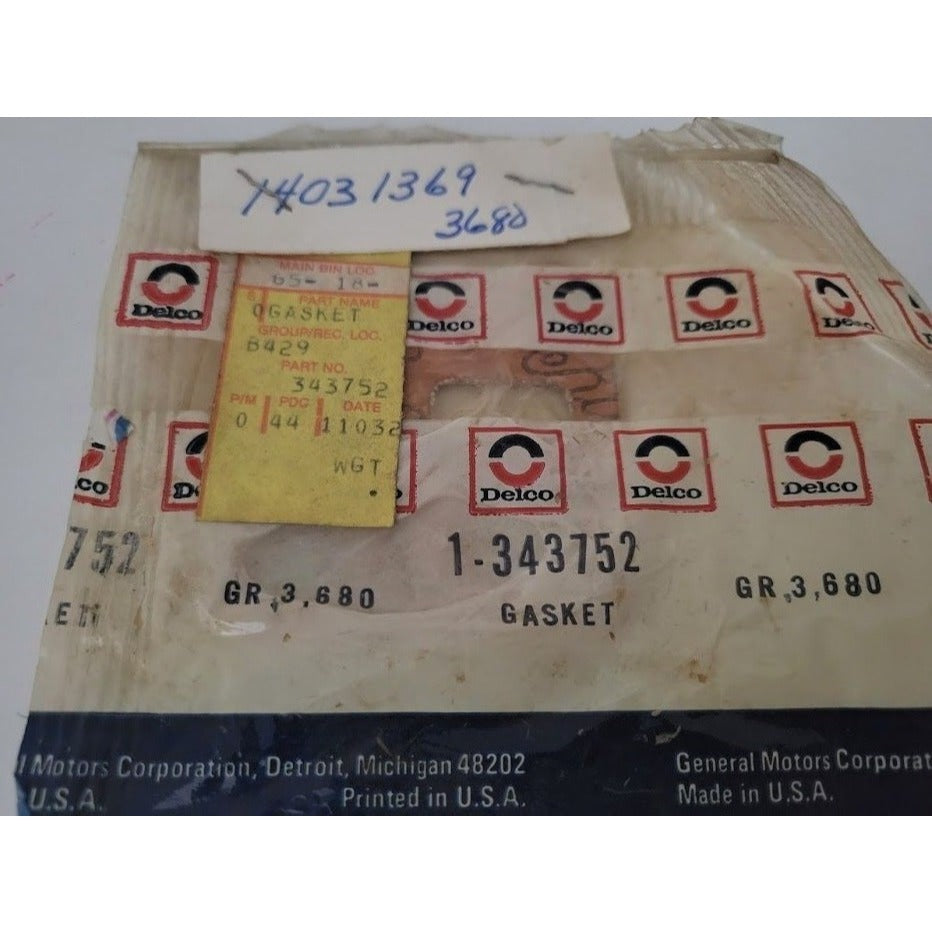 14031369
3680
MAIN BIN LOC.
65- 18-
PART NAME
GASKET
GROUP/REC. LOC.
B429
PART NO.
343752
P/M PDC DATE
0 44 11032
WGT
Delco Delco Delco Delco Delco
Delco Delco Delco
752 1-343752
GR.3,680 GASKET GR.3,680
Motors Corporation, Detroit, Michigan 48202 General Motors Corporat
U.S.A. Printed in U.S.A. Made in U.S.A.